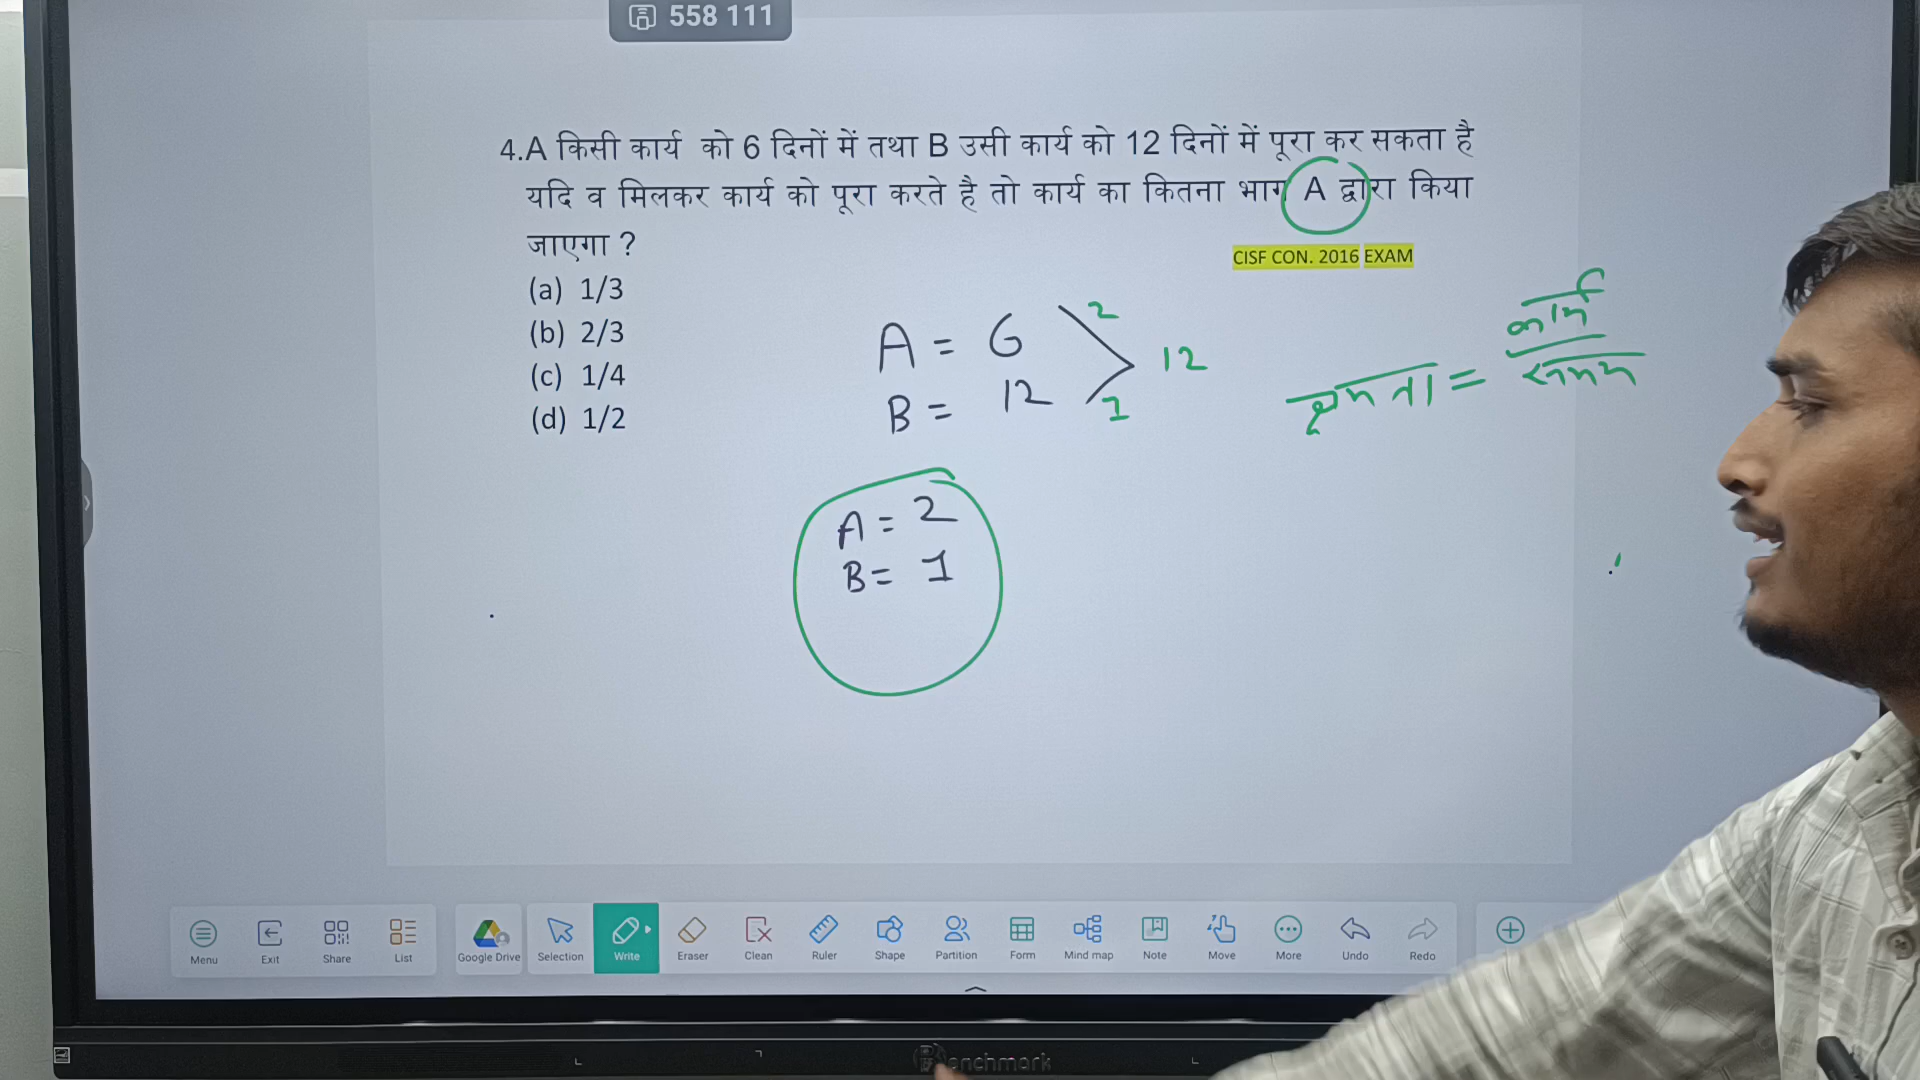 558 111
4.A किसी कार्य को 6 दिनों में तथा B उसी कार्य को 12 दिनों में पूरा कर सकता है
यदि व मिलकर कार्य को पूरा करते है तो कार्य का कितना भाग A द्वारा किया
जाएगा ?
CISF CON. 2016 EXAM
(a) 1/3
(b) 2/3
(c) 1/4
(d) 1/2
A = 6 2
12
B = 12 1
क्षमता = कार्य
समय
A = 2
B = 1
Menu Exit Share List Google Drive Selection Write Eraser Clean Ruler Shape Partition Form Mind map Note Move More Undo Redo
Benchmark